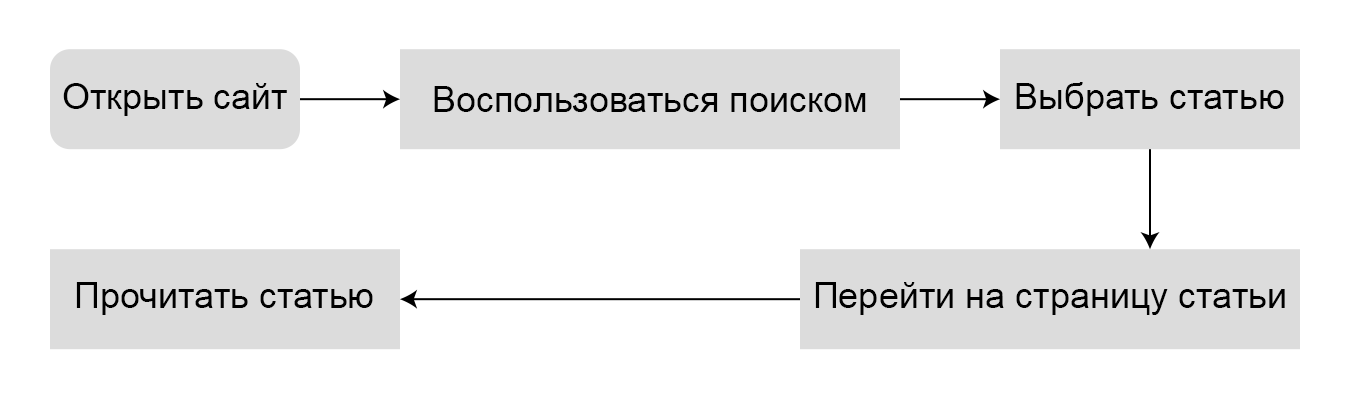 Открыть сайт
Воспользоваться поиском
Выбрать статью
Прочитать статью
Перейти на страницу статьи